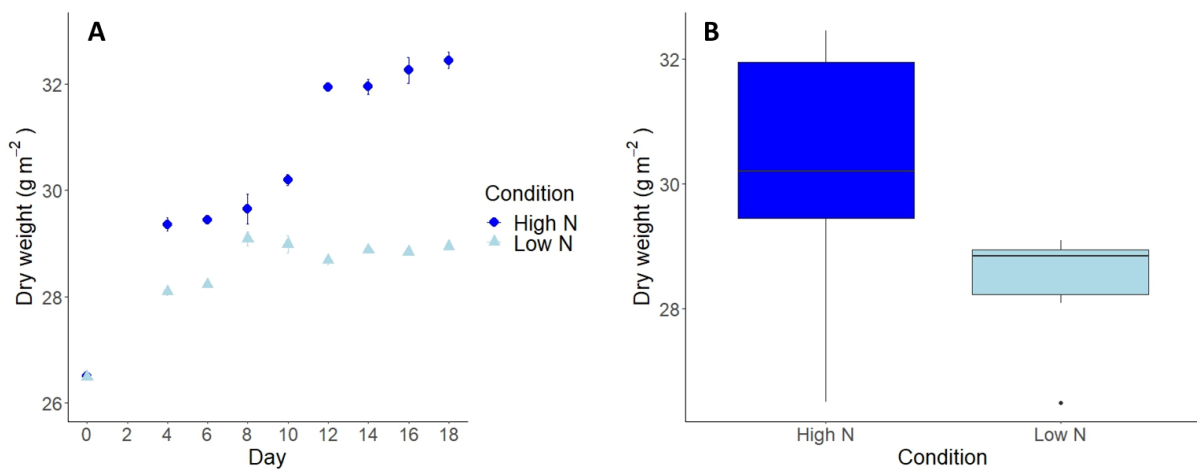 A
Dry weight (g m−2)
32
30
28
26
0 2 4 6 8 10 12 14 16 18
Day
Condition
High N
Low N
B
Dry weight (g m−2)
32
30
28
High N Low N
Condition